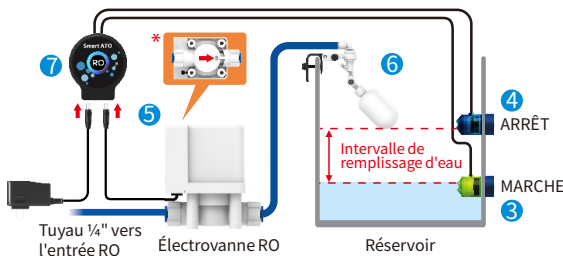 Smart ATO
RO
7
*
5
6
4
ARRÊT
Intervalle de
remplissage d'eau
MARCHE
3
Tuyau ¼" vers
l'entrée RO
Électrovanne RO
Réservoir